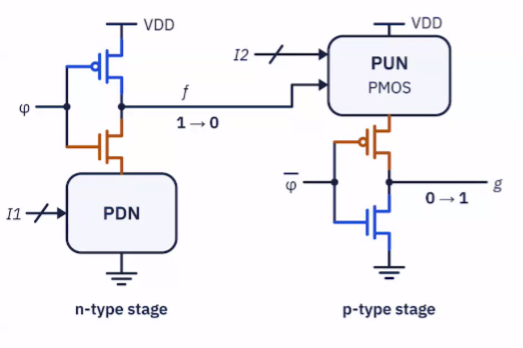 VDD
VDD
I2
PUN
PMOS
f
φ
1→0
φ̅
g
0→1
I1
PDN
n-type stage
p-type stage